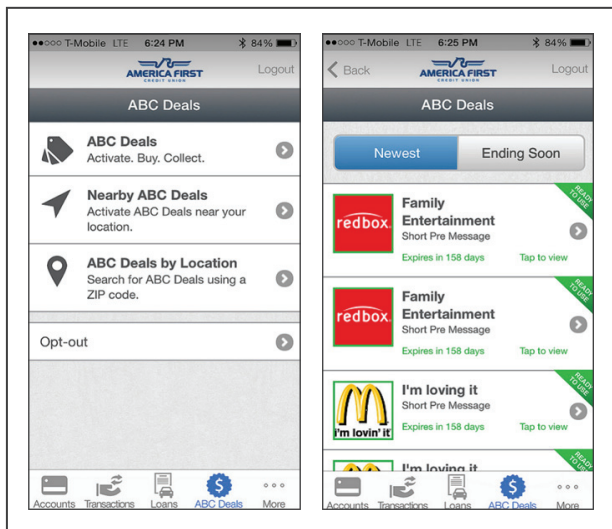 T-Mobile LTE 6:24 PM 84%
AMERICA FIRST
CREDIT UNION
Logout
ABC Deals
ABC Deals
Activate. Buy. Collect.
Nearby ABC Deals
Activate ABC Deals near your
location.
ABC Deals by Location
Search for ABC Deals using a
ZIP code.
Opt-out
Accounts Transactions Loans ABC Deals More
T-Mobile LTE 6:25 PM 84%
Back
AMERICA FIRST
CREDIT UNION
Logout
ABC Deals
Newest Ending Soon
redbox.
Family
Entertainment
Short Pre Message
Expires in 158 days Tap to view
READY
TO USE
redbox.
Family
Entertainment
Short Pre Message
Expires in 158 days Tap to view
READY
TO USE
i'm lovin' it
I'm loving it
Short Pre Message
Expires in 158 days Tap to view
READY
TO USE
I'm loving it
READY
TO USE
Accounts Transactions Loans ABC Deals More